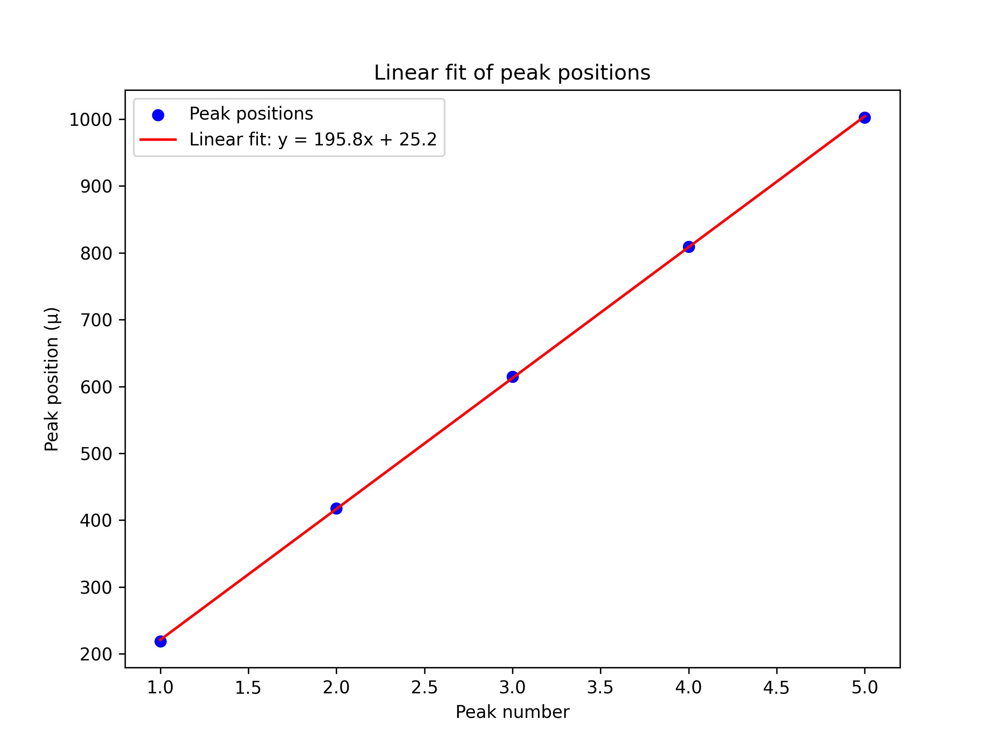 Linear fit of peak positions
Peak positions
Linear fit: y = 195.8x + 25.2
1000
900
800
700
600
500
400
300
200
Peak position (μ)
1.0 1.5 2.0 2.5 3.0 3.5 4.0 4.5 5.0
Peak number